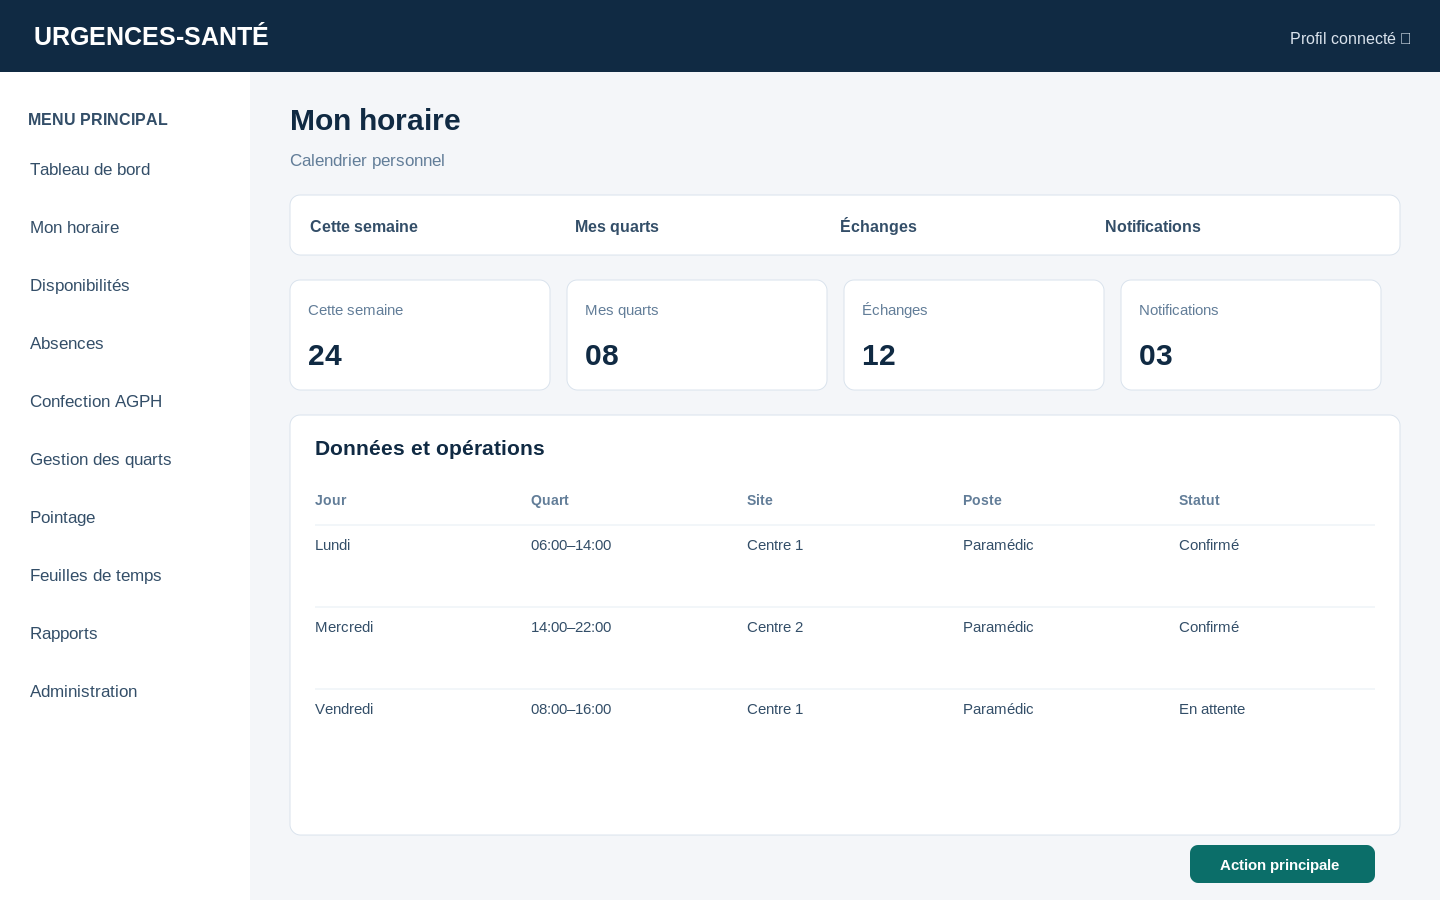 URGENCES-SANTÉ
Profil connecté
MENU PRINCIPAL
Tableau de bord
Mon horaire
Disponibilités
Absences
Confection AGPH
Gestion des quarts
Pointage
Feuilles de temps
Rapports
Administration
Mon horaire
Calendrier personnel
Cette semaine Mes quarts Échanges Notifications
Cette semaine Mes quarts Échanges Notifications
24 08 12 03
Données et opérations
Jour Quart Site Poste Statut
Lundi 06:00–14:00 Centre 1 Paramédic Confirmé
Mercredi 14:00–22:00 Centre 2 Paramédic Confirmé
Vendredi 08:00–16:00 Centre 1 Paramédic En attente
Action principale